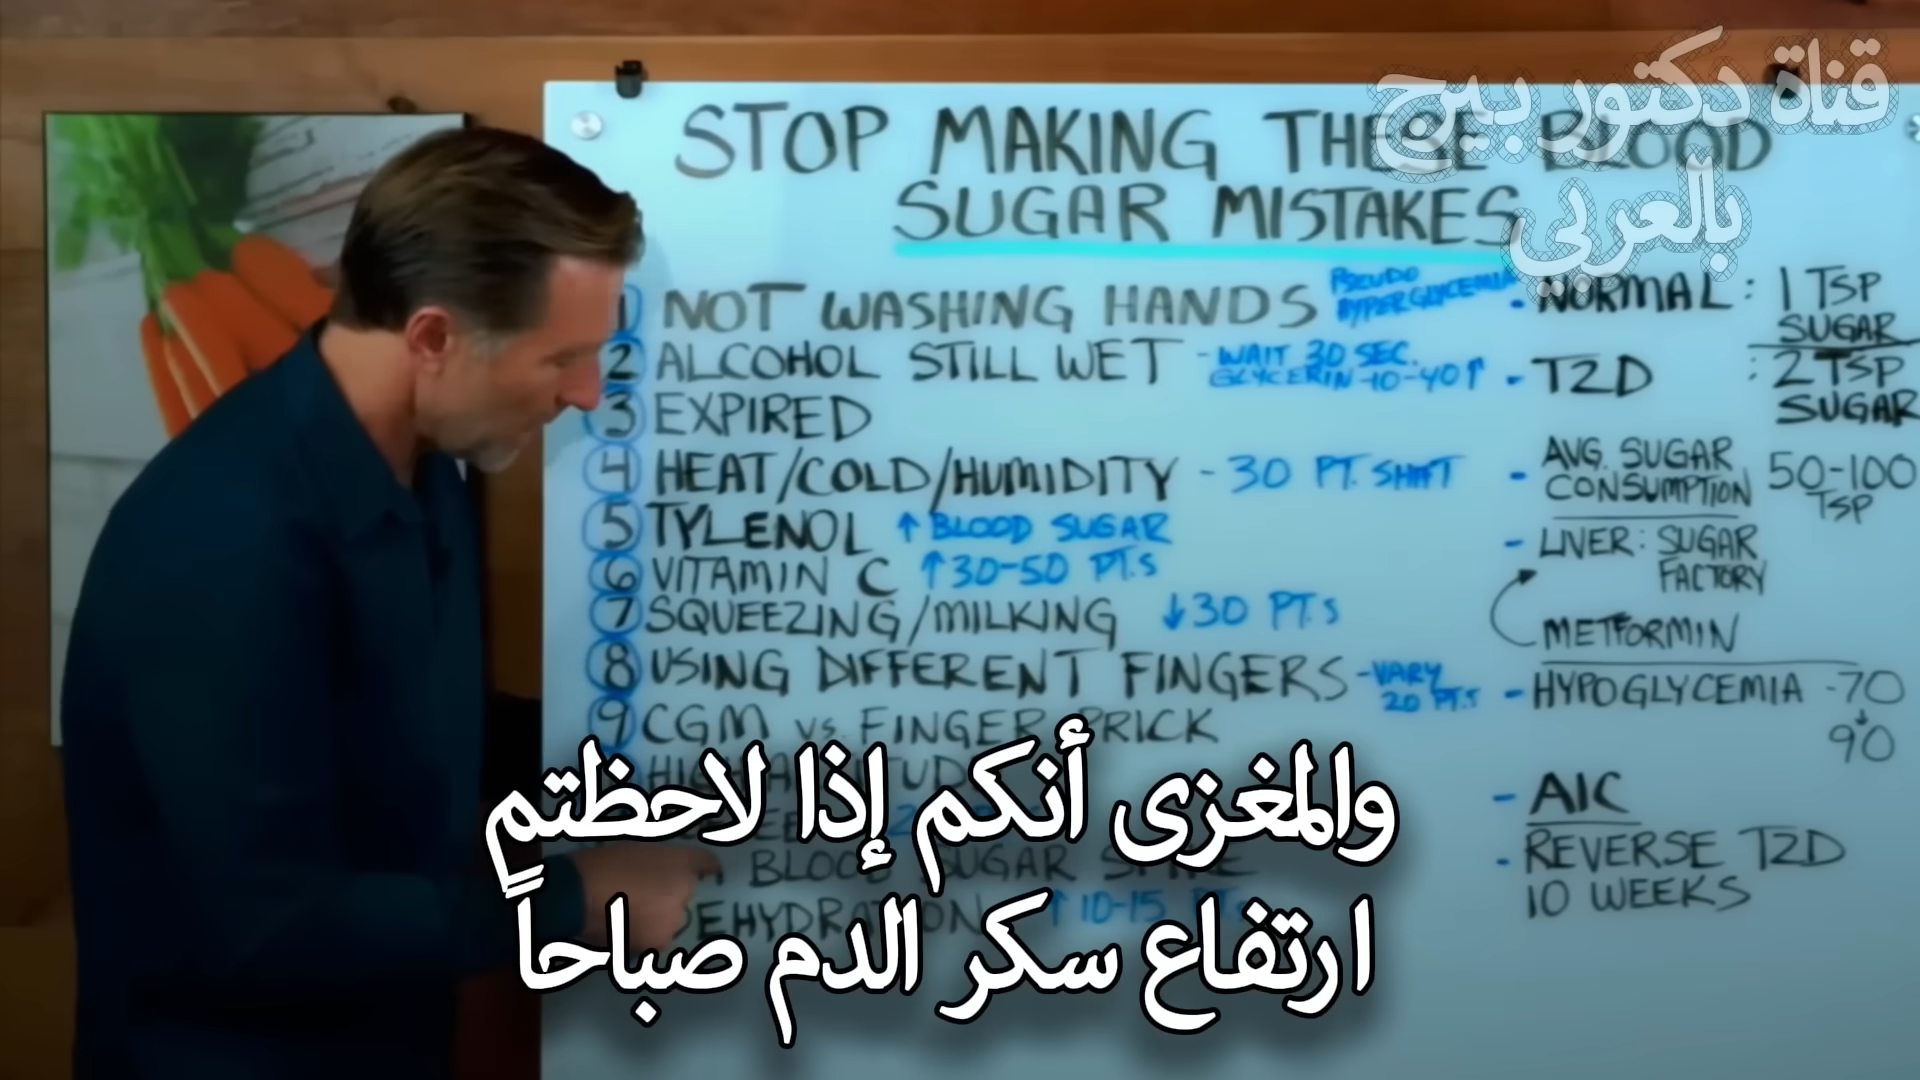 قناة دكتور بيرج
بالعربي
STOP MAKING THESE BLOOD
SUGAR MISTAKES
1 NOT WASHING HANDS PSEUDO HYPERGLYCEMIA
2 ALCOHOL STILL WET - WAIT 30 SEC. GLYCERIN -10-40↑
3 EXPIRED
4 HEAT/COLD/HUMIDITY - 30 PT. SHIFT
5 TYLENOL ↑ BLOOD SUGAR
6 VITAMIN C ↑30-50 PT.S
7 SQUEEZING/MILKING ↓30 PT.S
8 USING DIFFERENT FINGERS - VARY 20 PT.S
9 CGM VS. FINGER PRICK
BLOOD SUGAR
DEHYDRATION ↑ 10-15
- NORMAL: 1 TSP SUGAR
- T2D : 2 TSP SUGAR
- AVG. SUGAR CONSUMPTION 50-100 TSP
- LIVER: SUGAR FACTORY
METFORMIN
- HYPOGLYCEMIA -70
↓
90
- A1C
- REVERSE T2D
10 WEEKS
والمغزى أنكم إذا لاحظتم
ارتفاع سكر الدم صباحاً